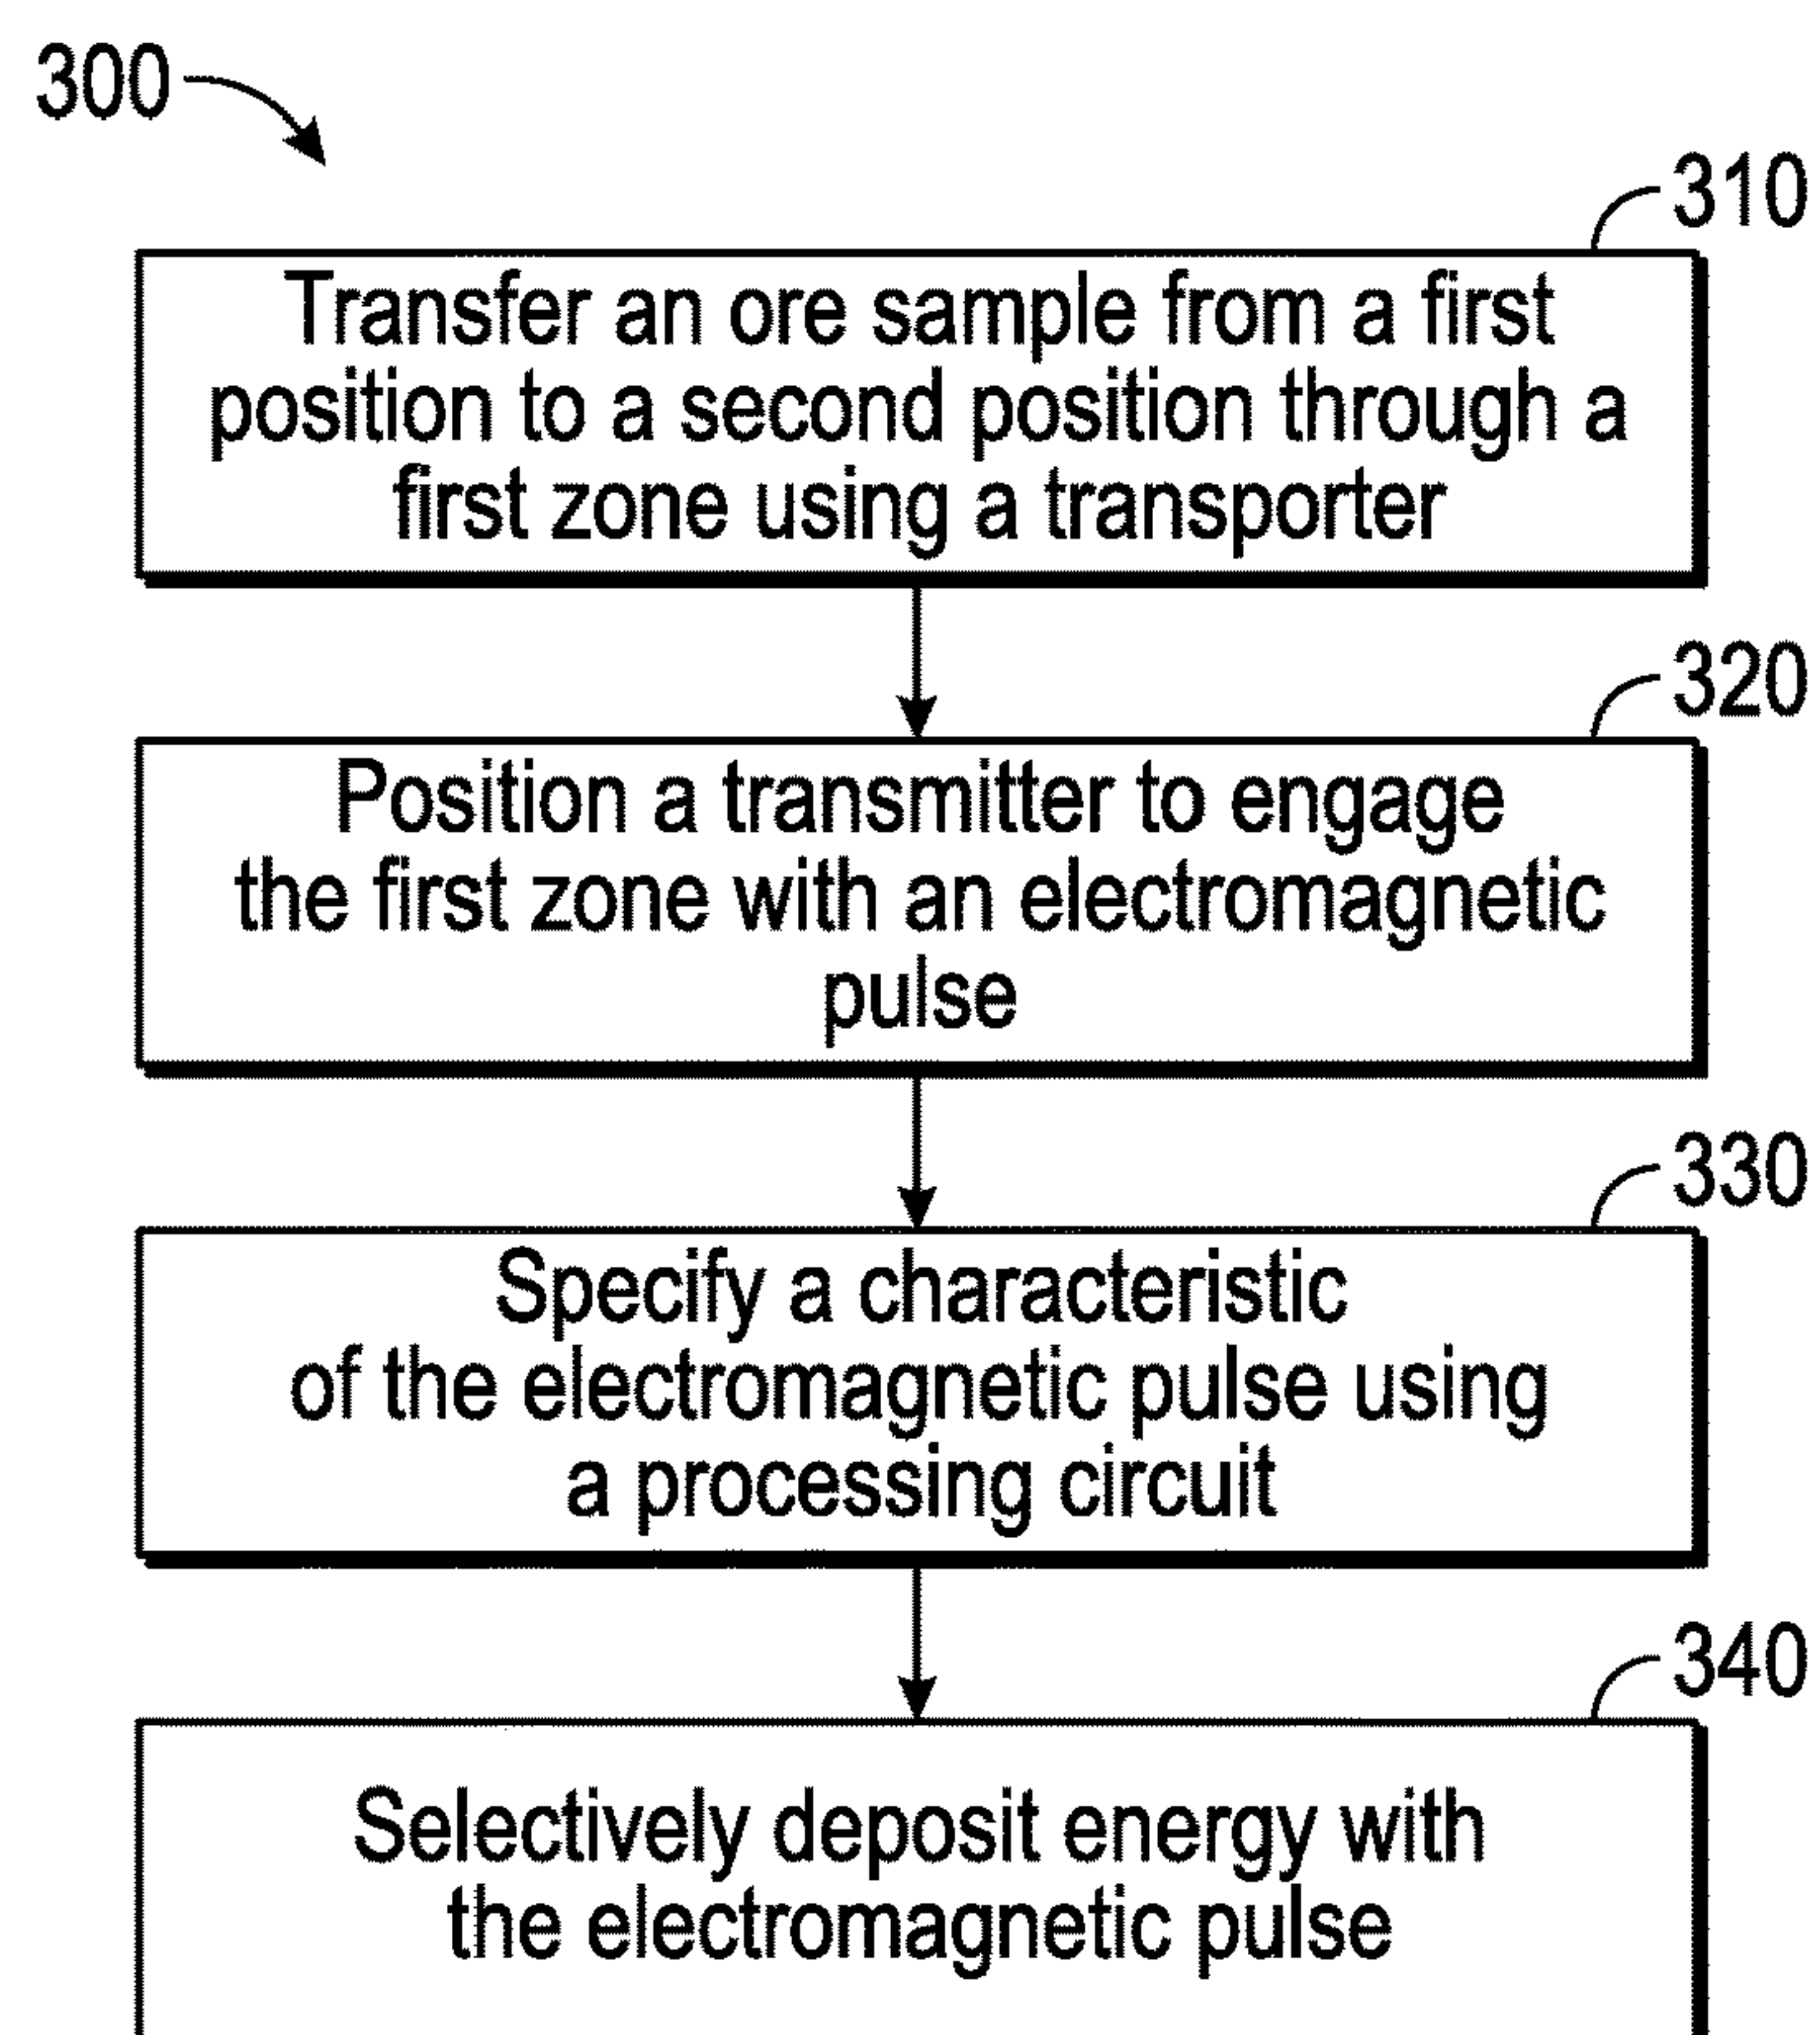 300
310
Transfer an ore sample from a first
position to a second position through a
first zone using a transporter
320
Position a transmitter to engage
the first zone with an electromagnetic
pulse
330
Specify a characteristic
of the electromagnetic pulse using
a processing circuit
340
Selectively deposit energy with
the electromagnetic pulse